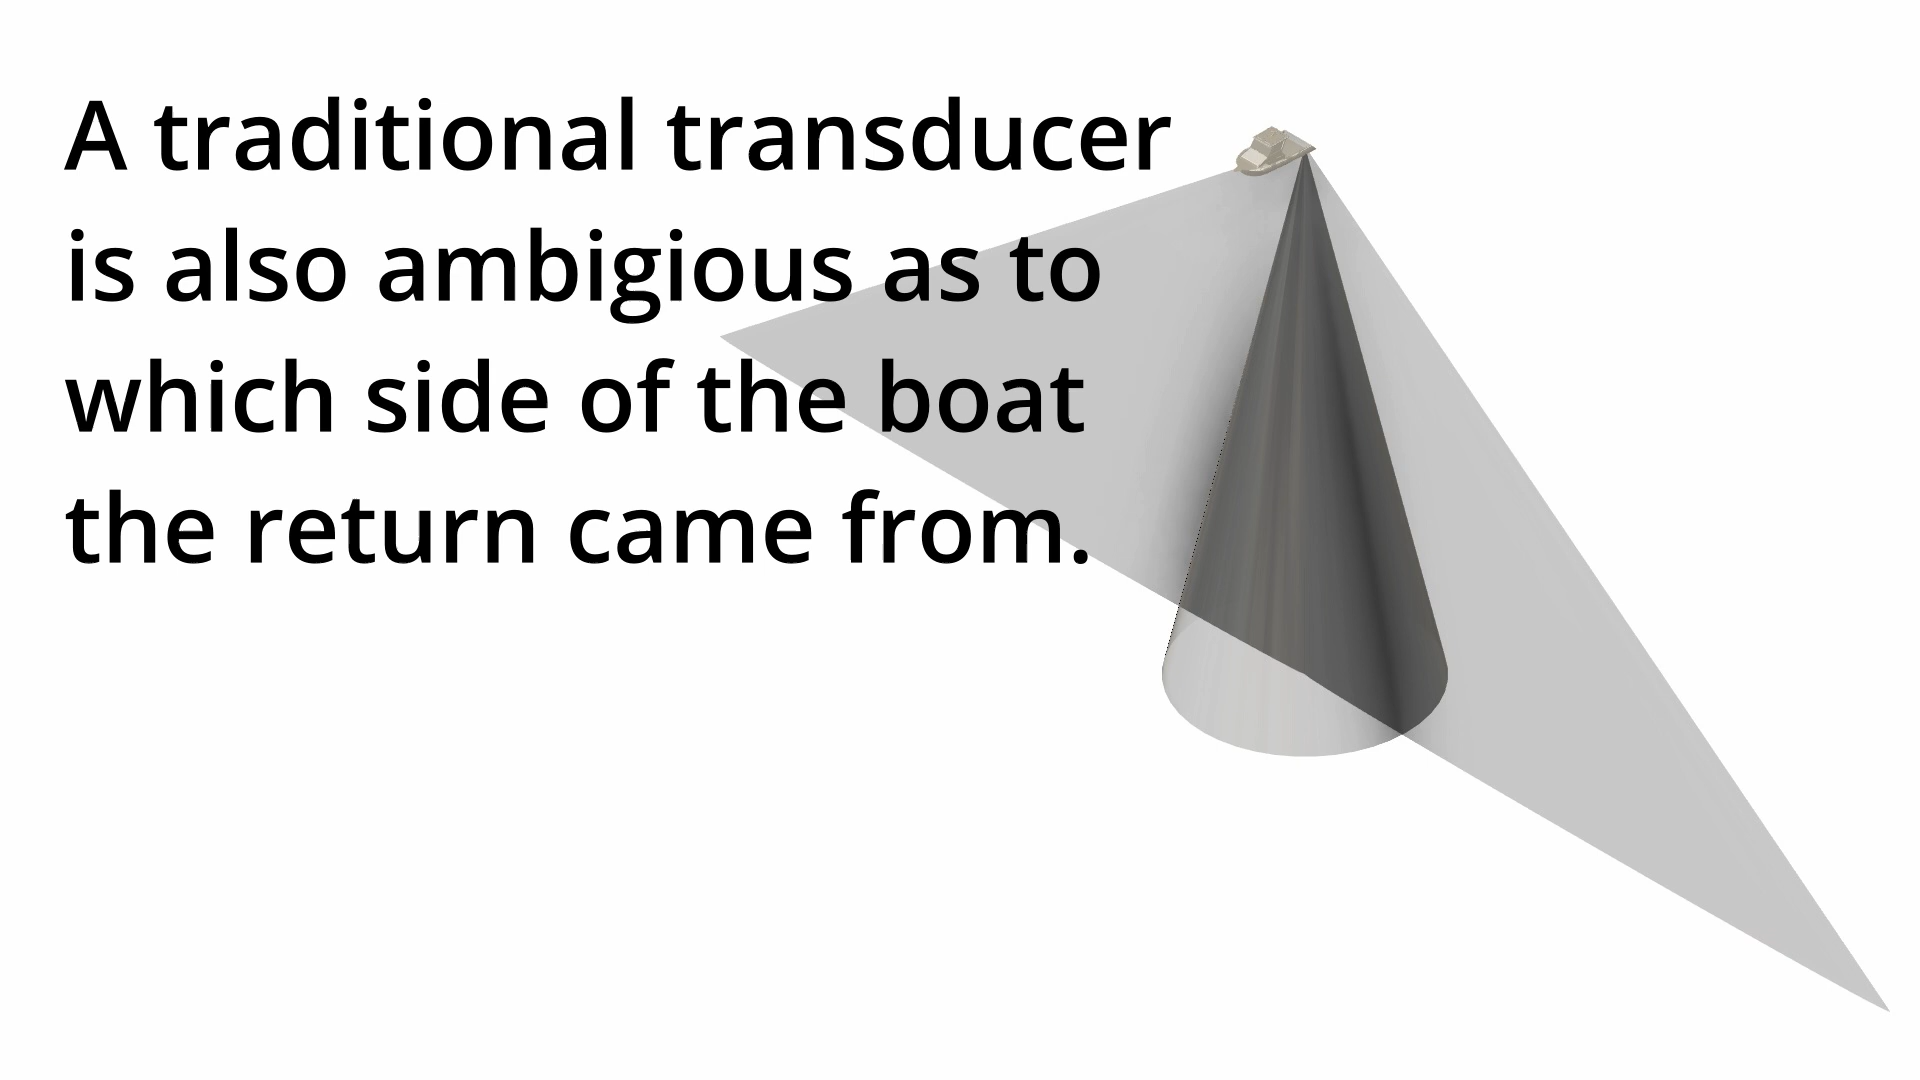 A traditional transducer
is also ambigious as to
which side of the boat
the return came from.